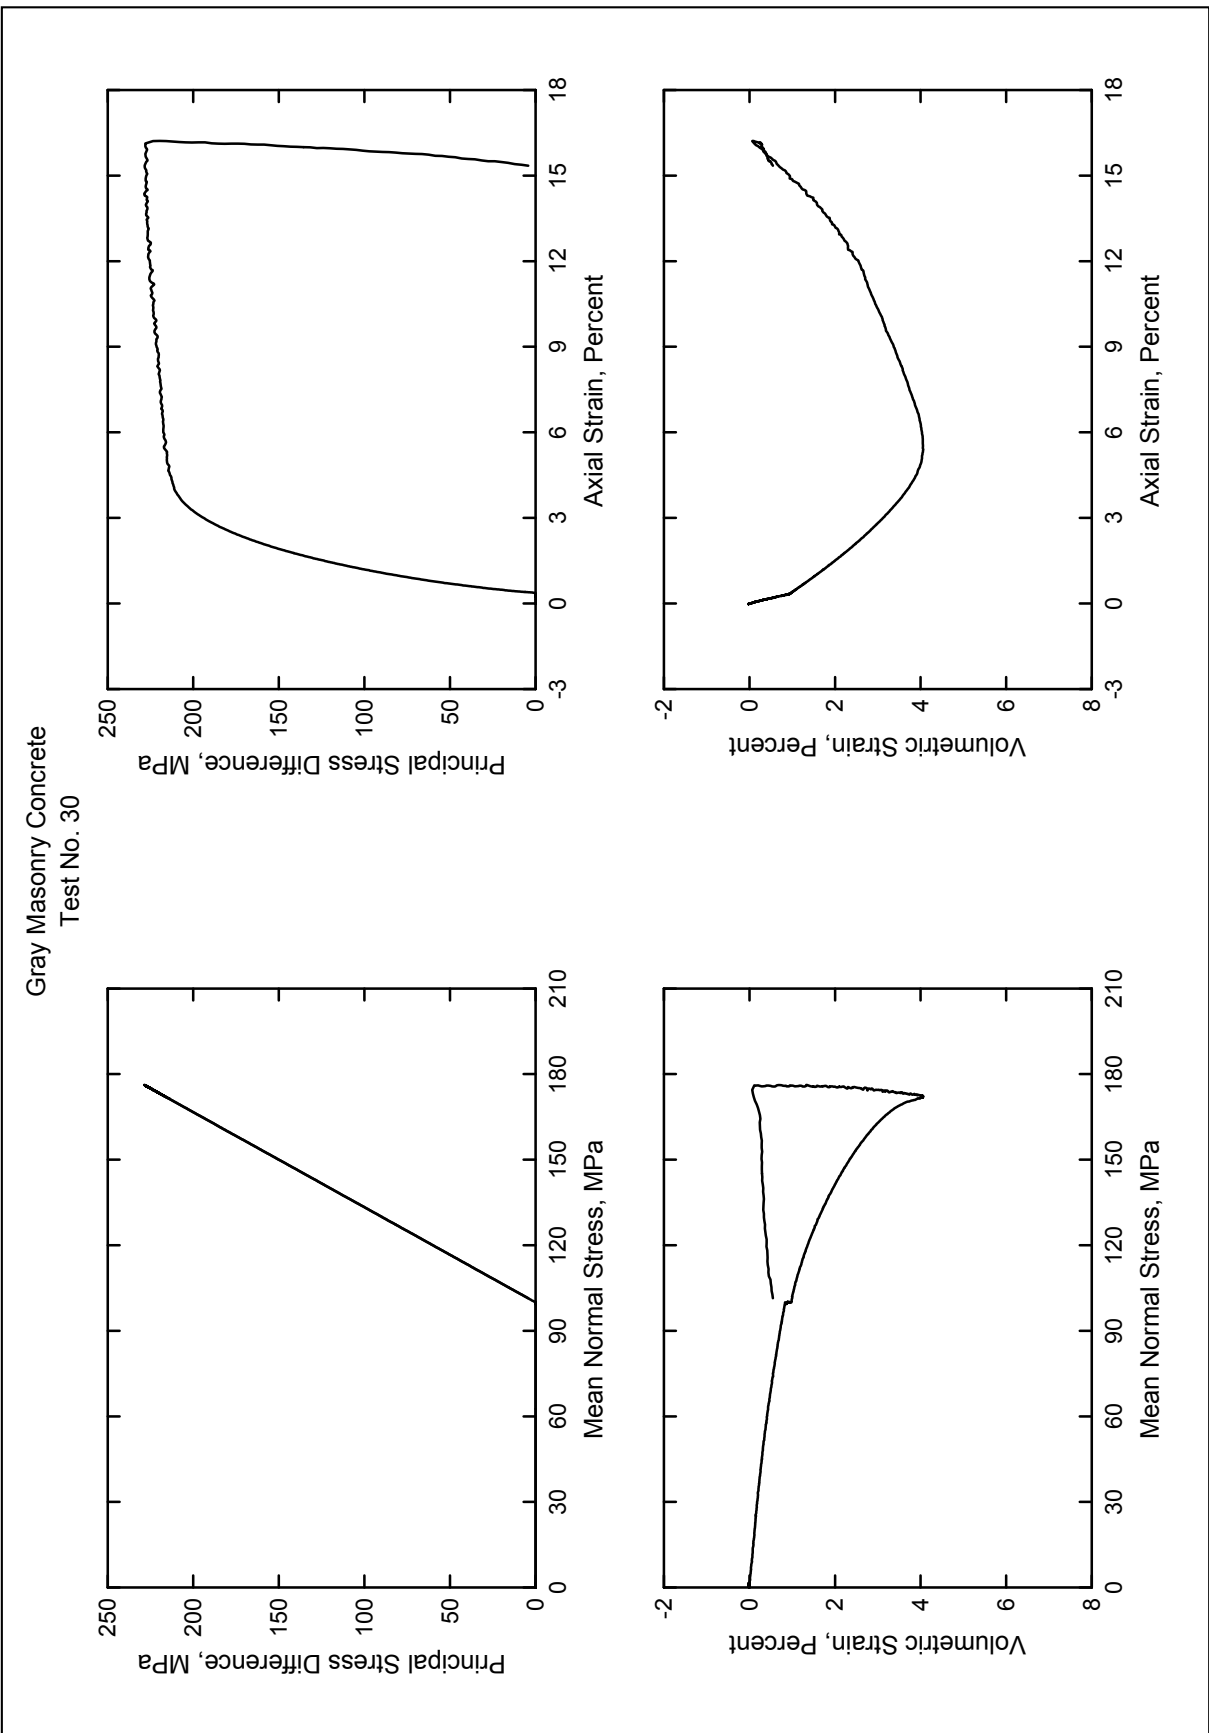 Gray Masonry Concrete
Test No. 30
Principal Stress Difference, MPa
250
200
150
100
50
0
0 30 60 90 120 150 180 210
Mean Normal Stress, MPa
Principal Stress Difference, MPa
250
200
150
100
50
0
-3 0 3 6 9 12 15 18
Axial Strain, Percent
Volumetric Strain, Percent
-2
0
2
4
6
8
0 30 60 90 120 150 180 210
Mean Normal Stress, MPa
Volumetric Strain, Percent
-2
0
2
4
6
8
-3 0 3 6 9 12 15 18
Axial Strain, Percent